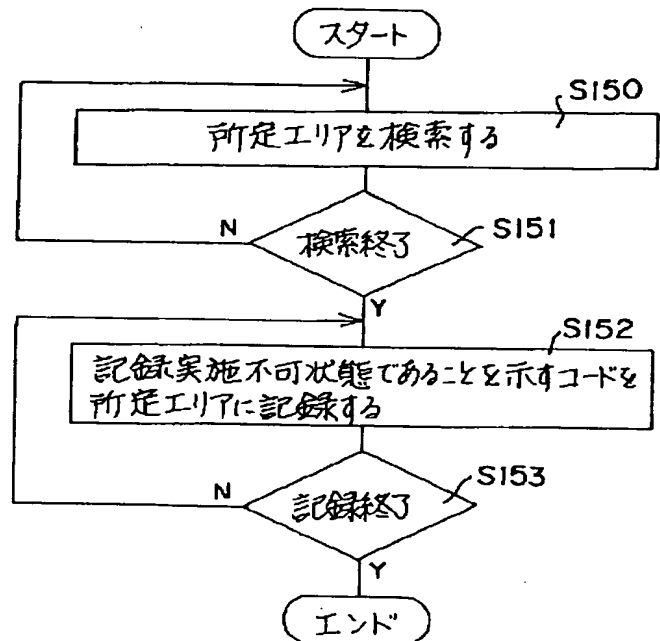 スタート
S150
所定エリアを検索する
N
検索終了
S151
Y
S152
記録実施不可状態であることを示すコードを
所定エリアに記録する
N
記録終了
S153
Y
エンド